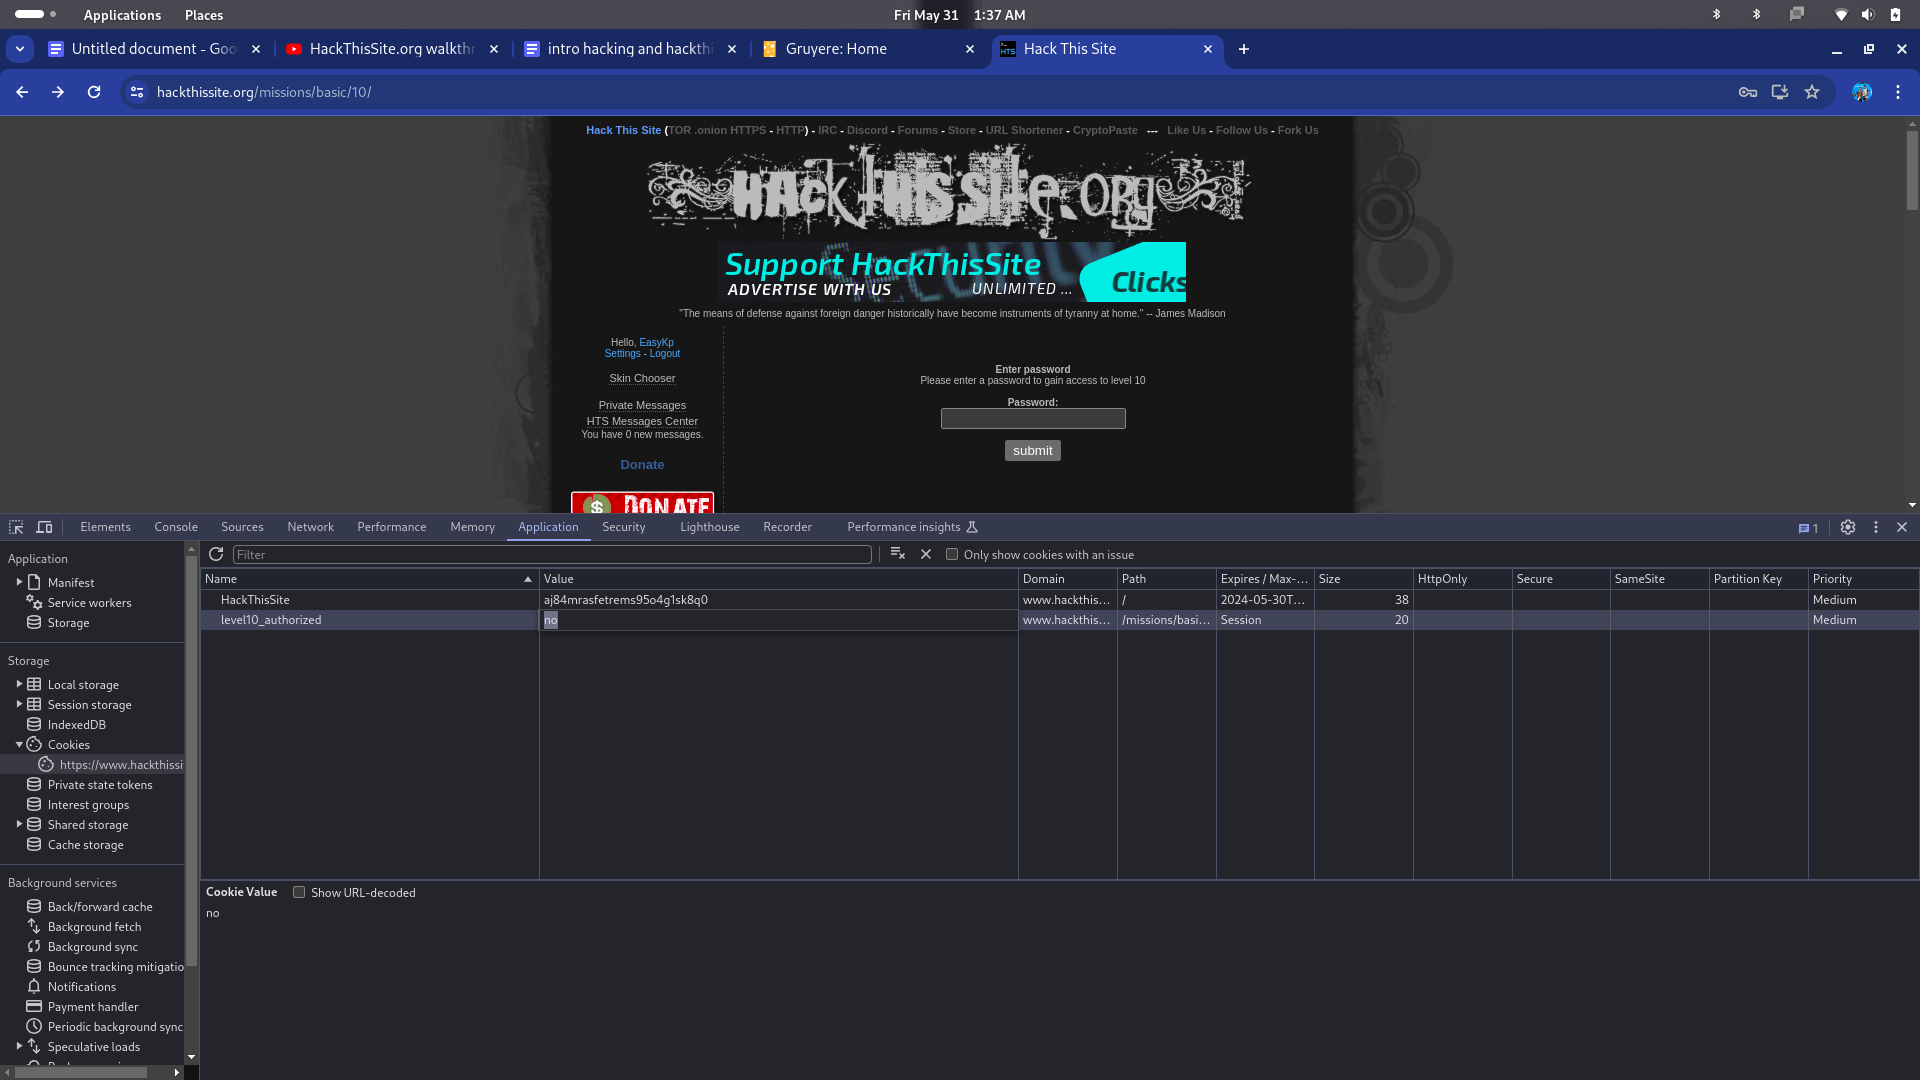 Applications Places Fri May 31 1:37 AM
Untitled document - Goo HackThisSite.org walkthr intro hacking and hackthi Gruyere: Home Hack This Site
hackthissite.org/missions/basic/10/
Hack This Site (TOR .onion HTTPS - HTTP) - IRC - Discord - Forums - Store - URL Shortener - CryptoPaste --- Like Us - Follow Us - Fork Us
HAck THIS SITe.ORg
Support HackThisSite
ADVERTISE WITH US UNLIMITED ... Clicks
"The means of defense against foreign danger historically have become instruments of tyranny at home." -- James Madison
Hello, EasyKp
Settings - Logout
Skin Chooser
Private Messages
HTS Messages Center
You have 0 new messages.
Donate
DONATE
Enter password
Please enter a password to gain access to level 10
Password:
submit
Elements Console Sources Network Performance Memory Application Security Lighthouse Recorder Performance insights 1
Application
Manifest
Service workers
Storage
Storage
Local storage
Session storage
IndexedDB
Cookies
https://www.hackthissi
Private state tokens
Interest groups
Shared storage
Cache storage
Background services
Back/forward cache
Background fetch
Background sync
Bounce tracking mitigatio
Notifications
Payment handler
Periodic background sync
Speculative loads
Filter Only show cookies with an issue
Name Value Domain Path Expires / Max-... Size HttpOnly Secure SameSite Partition Key Priority
HackThisSite aj84mrasfetrems95o4g1sk8q0 www.hackthis... / 2024-05-30T... 38 Medium
level10_authorized no www.hackthis... /missions/basi... Session 20 Medium
Cookie Value Show URL-decoded
no